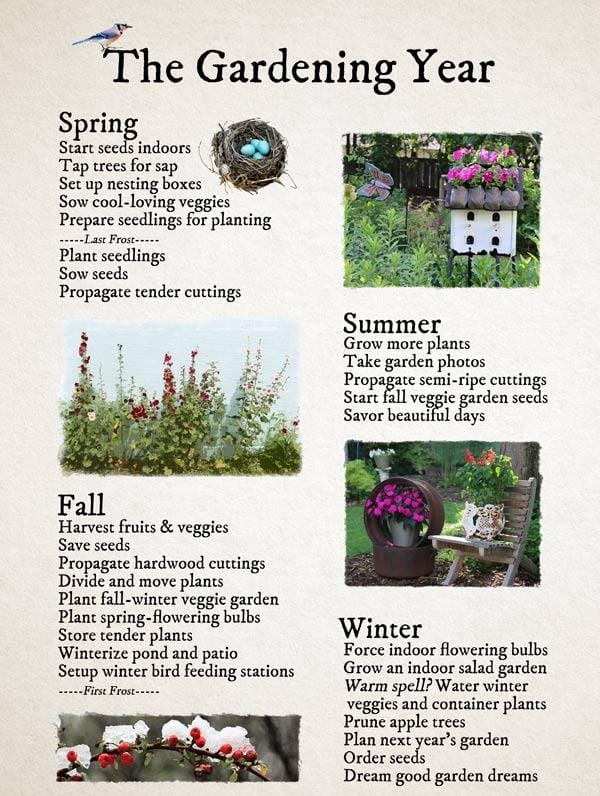 The Gardening Year
Spring
Start seeds indoors
Tap trees for sap
Set up nesting boxes
Sow cool-loving veggies
Prepare seedlings for planting
-----Last Frost-----
Plant seedlings
Sow seeds
Propagate tender cuttings
Summer
Grow more plants
Take garden photos
Propagate semi-ripe cuttings
Start fall veggie garden seeds
Savor beautiful days
Fall
Harvest fruits & veggies
Save seeds
Propagate hardwood cuttings
Divide and move plants
Plant fall-winter veggie garden
Plant spring-flowering bulbs
Store tender plants
Winterize pond and patio
Setup winter bird feeding stations
-----First Frost-----
Winter
Force indoor flowering bulbs
Grow an indoor salad garden
Warm spell? Water winter
veggies and container plants
Prune apple trees
Plan next year's garden
Order seeds
Dream good garden dreams